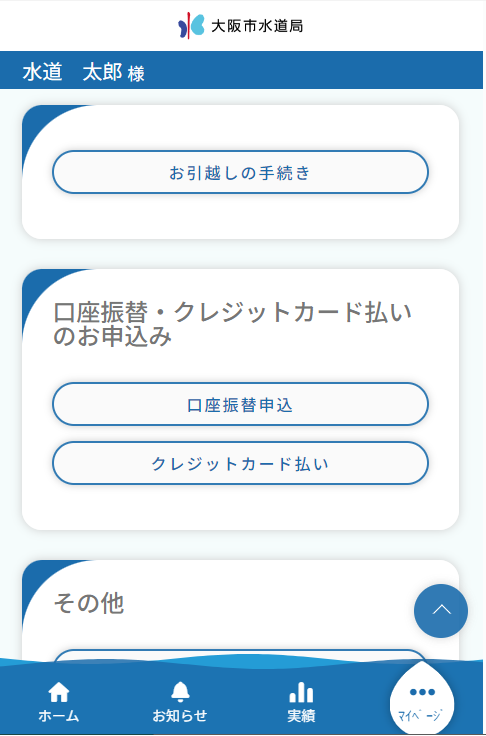 大阪市水道局
水道　太郎 様
お引越しの手続き
口座振替・クレジットカード払い
のお申込み
口座振替申込
クレジットカード払い
その他
ホーム
お知らせ
実績
ﾏｲﾍﾟｰｼﾞ